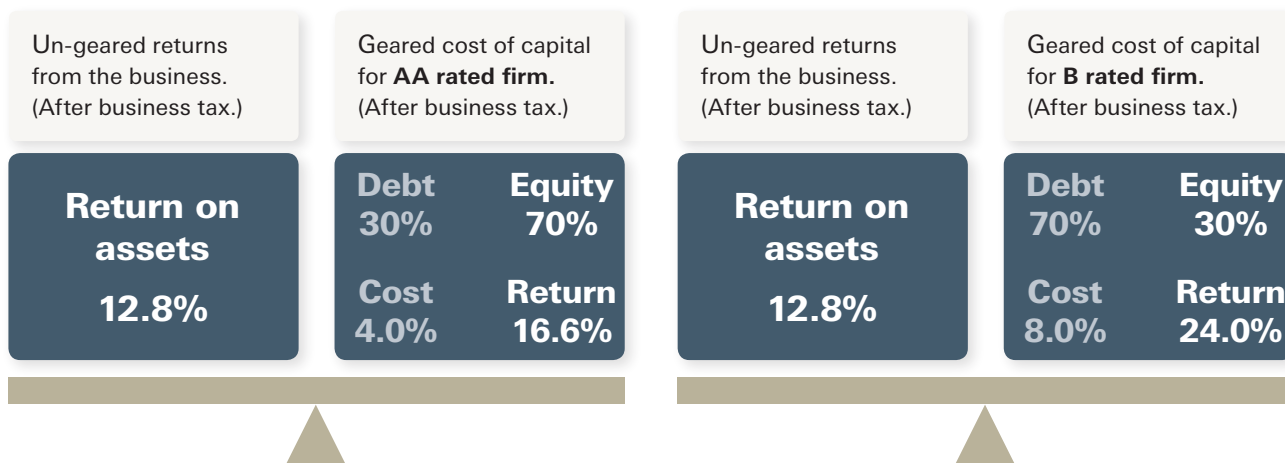 Un-geared returns
from the business.
(After business tax.)
Geared cost of capital
for AA rated firm.
(After business tax.)
Return on
assets
12.8%
Debt Equity
30% 70%
Cost Return
4.0% 16.6%
Un-geared returns
from the business.
(After business tax.)
Geared cost of capital
for B rated firm.
(After business tax.)
Return on
assets
12.8%
Debt Equity
70% 30%
Cost Return
8.0% 24.0%